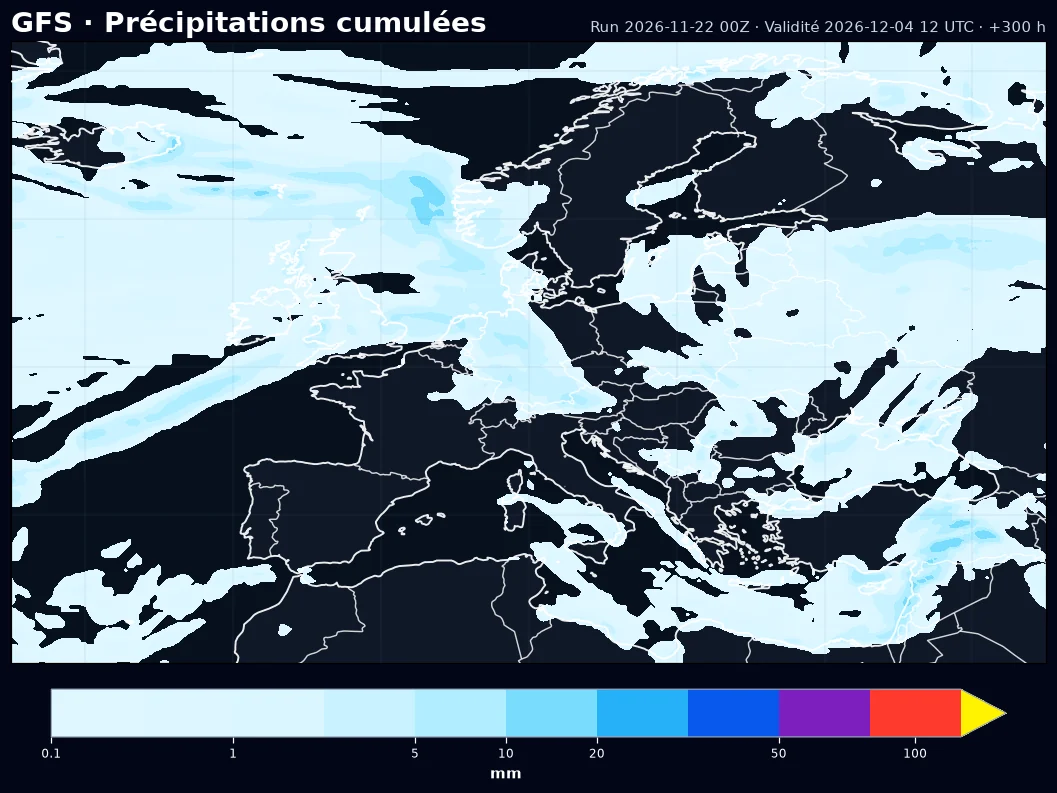 GFS · Précipitations cumulées
Run 2026-11-22 00Z · Validité 2026-12-04 12 UTC · +300 h
0.1 1 5 10 20 50 100
mm